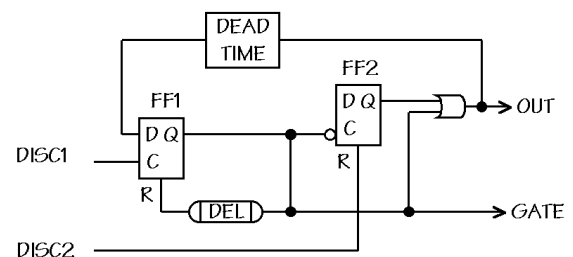 DEAD
TIME
FF2
FF1
D Q
D Q
C
DISC1
C
R
R
DEL
OUT
GATE
DISC2